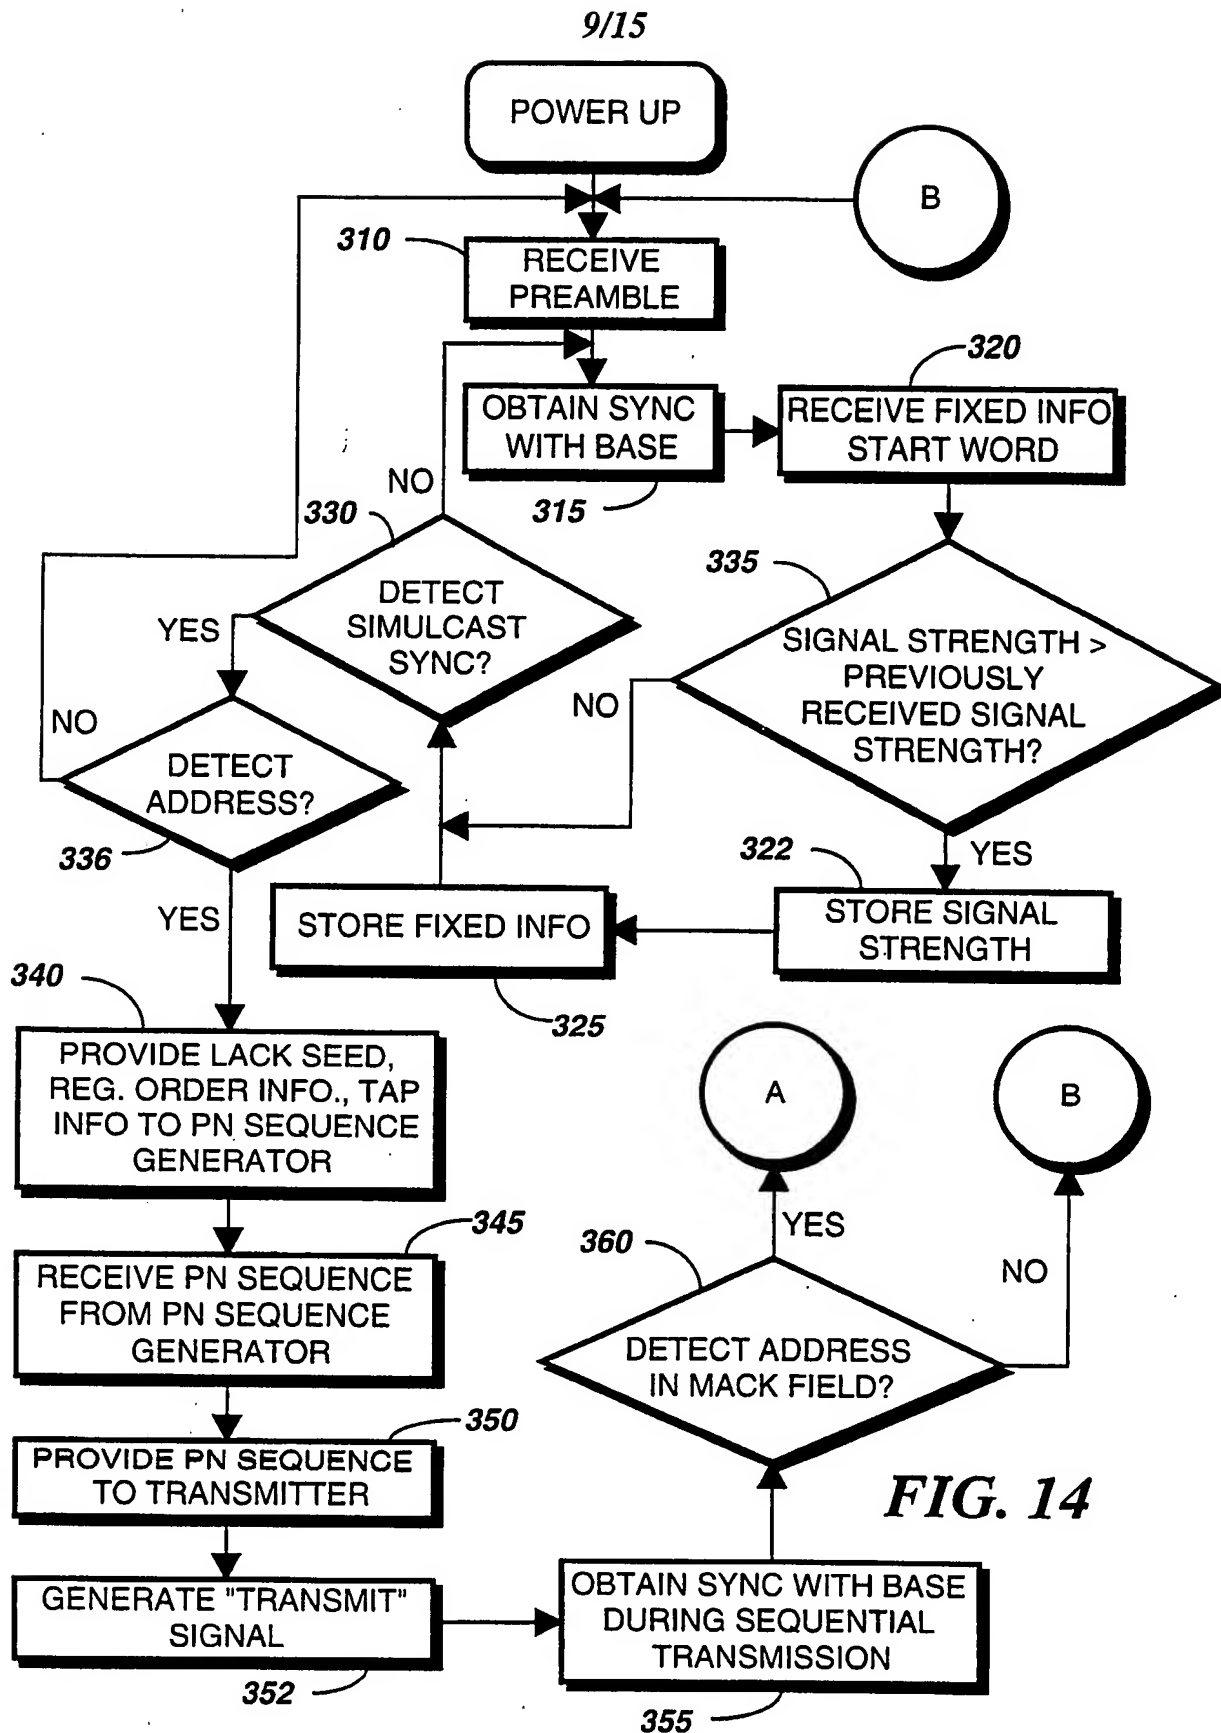 9/15
POWER UP
B
310
RECEIVE
PREAMBLE
320
OBTAIN SYNC
WITH BASE
RECEIVE FIXED INFO
START WORD
NO
315
330
335
DETECT
SIMULCAST
SYNC?
YES
SIGNAL STRENGTH >
PREVIOUSLY
RECEIVED SIGNAL
STRENGTH?
NO
NO
DETECT
ADDRESS?
336
322
YES
YES
STORE FIXED INFO
STORE SIGNAL
STRENGTH
340
325
PROVIDE LACK SEED,
REG. ORDER INFO., TAP
INFO TO PN SEQUENCE
GENERATOR
A
B
345
YES
360
NO
RECEIVE PN SEQUENCE
FROM PN SEQUENCE
GENERATOR
DETECT ADDRESS
IN MACK FIELD?
350
PROVIDE PN SEQUENCE
TO TRANSMITTER
FIG. 14
GENERATE "TRANSMIT"
SIGNAL
OBTAIN SYNC WITH BASE
DURING SEQUENTIAL
TRANSMISSION
352
355